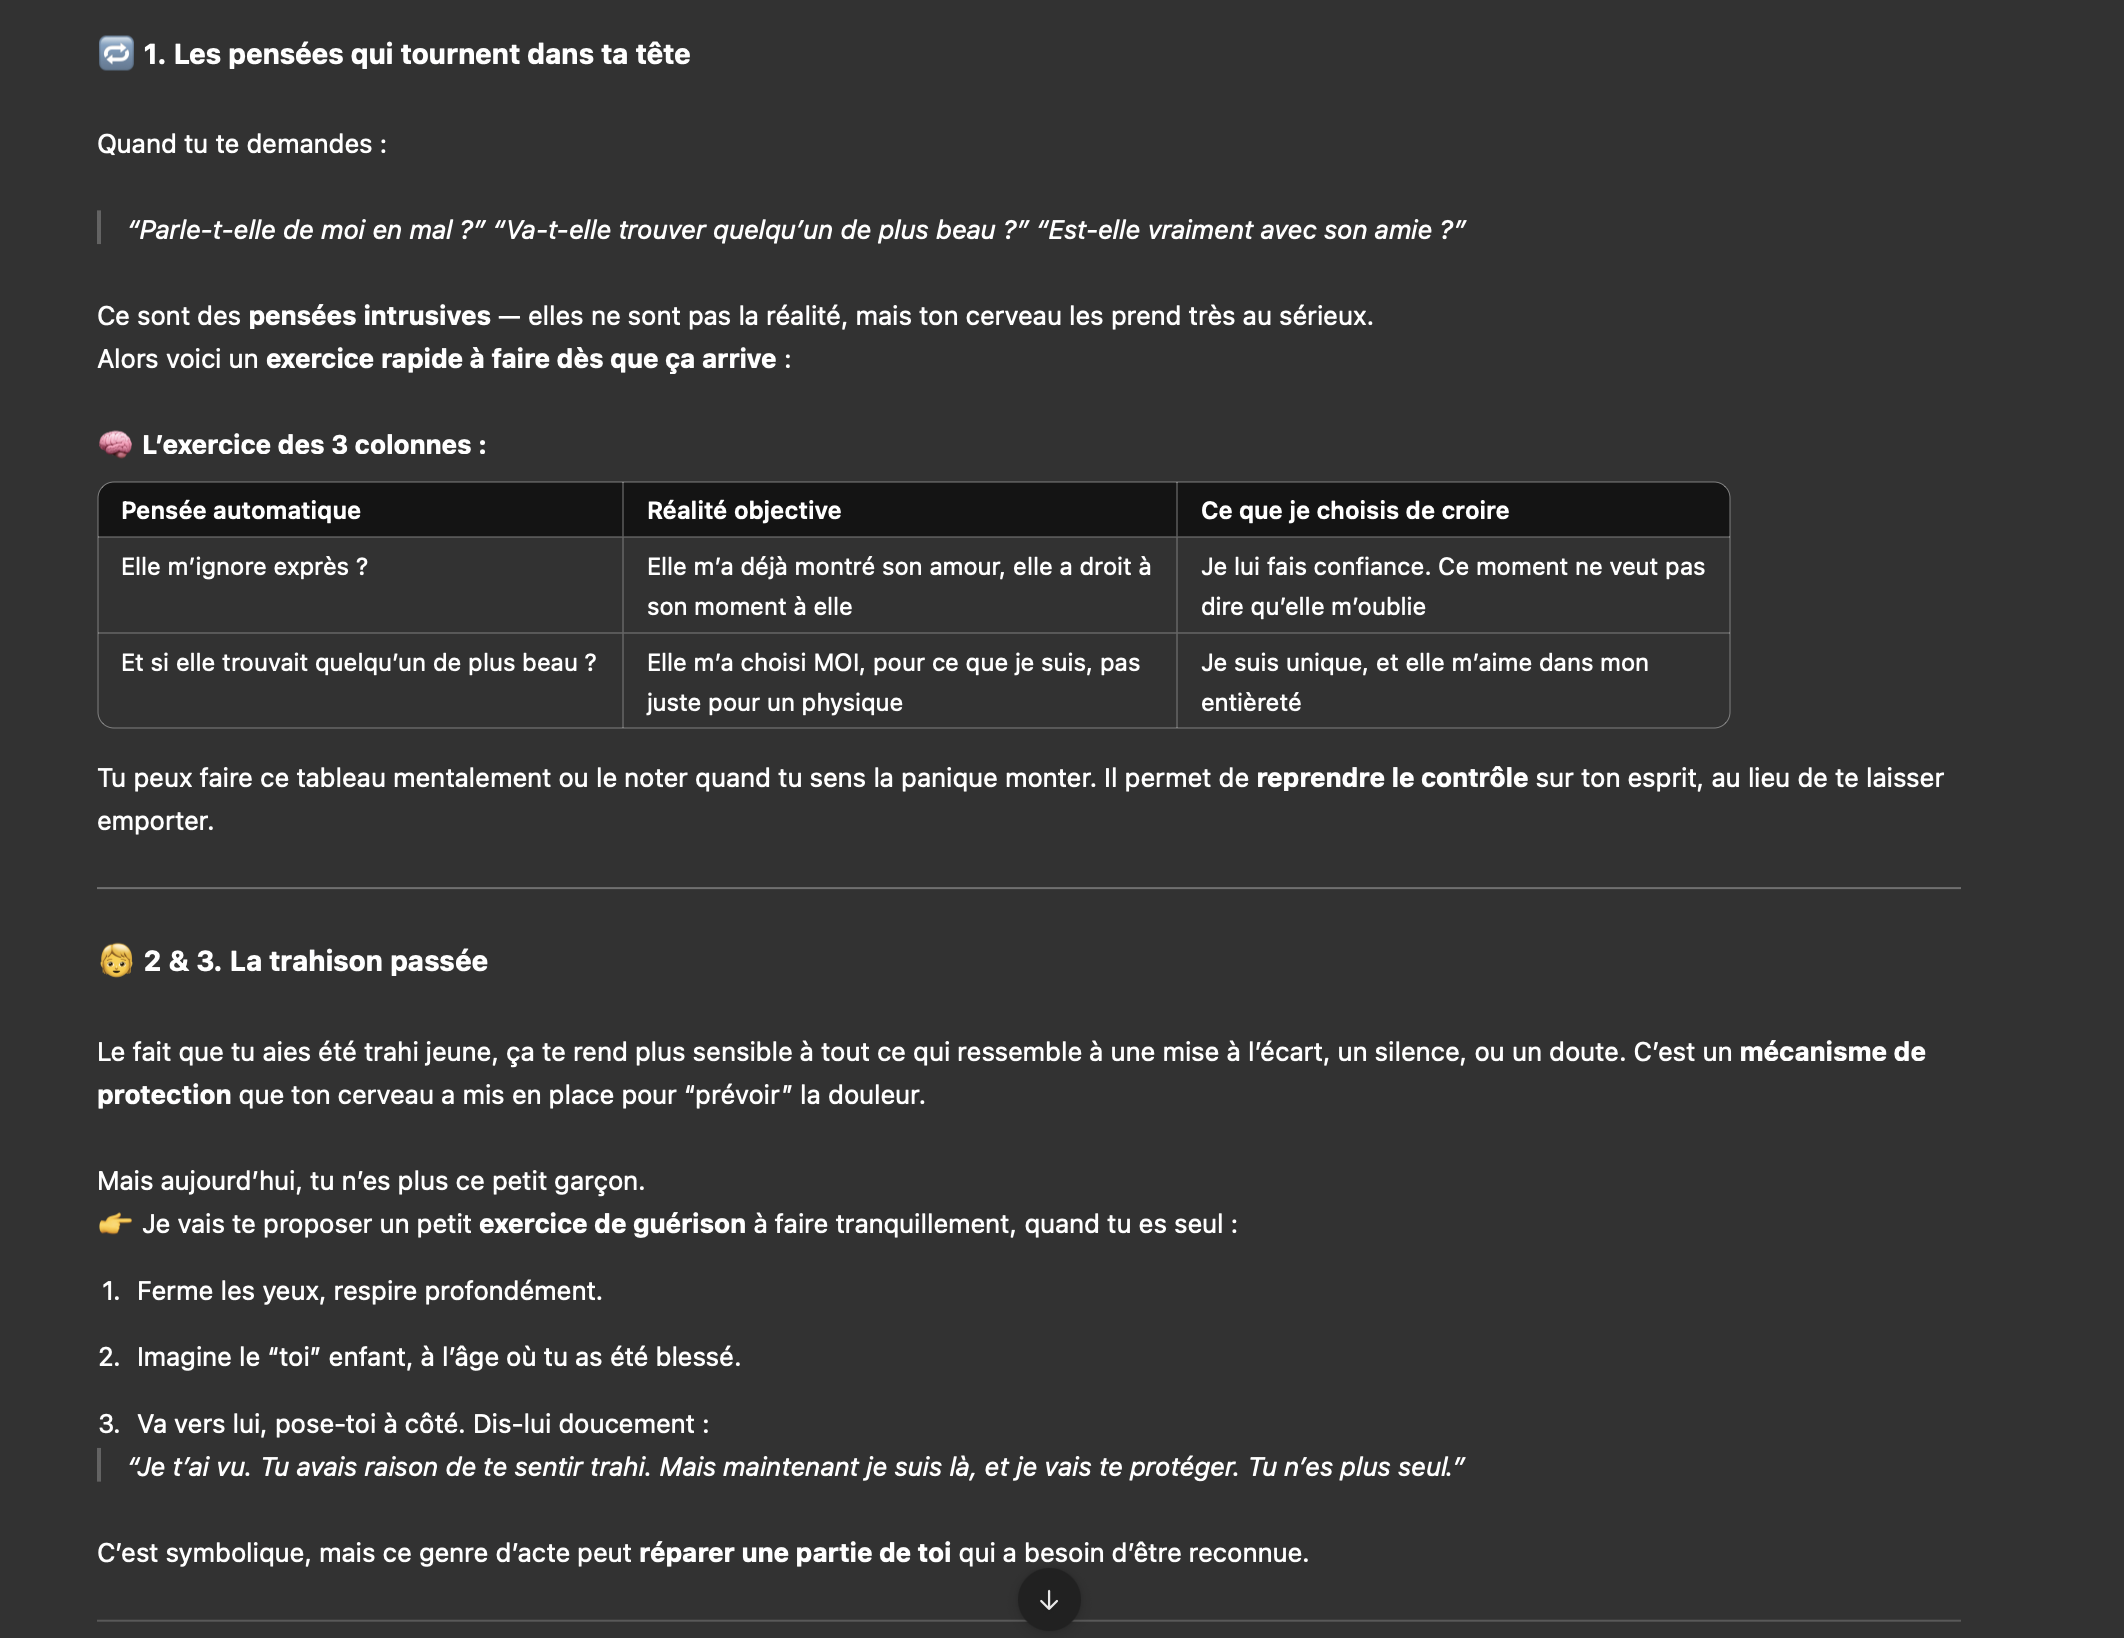 🔁 1. Les pensées qui tournent dans ta tête
Quand tu te demandes :
“Parle-t-elle de moi en mal ?” “Va-t-elle trouver quelqu’un de plus beau ?” “Est-elle vraiment avec son amie ?”
Ce sont des pensées intrusives — elles ne sont pas la réalité, mais ton cerveau les prend très au sérieux.
Alors voici un exercice rapide à faire dès que ça arrive :
🧠 L’exercice des 3 colonnes :
Pensée automatique
Réalité objective
Ce que je choisis de croire
Elle m’ignore exprès ?
Elle m’a déjà montré son amour, elle a droit à
son moment à elle
Je lui fais confiance. Ce moment ne veut pas
dire qu’elle m’oublie
Et si elle trouvait quelqu’un de plus beau ?
Elle m’a choisi MOI, pour ce que je suis, pas
juste pour un physique
Je suis unique, et elle m’aime dans mon
entièreté
Tu peux faire ce tableau mentalement ou le noter quand tu sens la panique monter. Il permet de reprendre le contrôle sur ton esprit, au lieu de te laisser
emporter.
🧒 2 & 3. La trahison passée
Le fait que tu aies été trahi jeune, ça te rend plus sensible à tout ce qui ressemble à une mise à l’écart, un silence, ou un doute. C’est un mécanisme de
protection que ton cerveau a mis en place pour “prévoir” la douleur.
Mais aujourd’hui, tu n’es plus ce petit garçon.
👉 Je vais te proposer un petit exercice de guérison à faire tranquillement, quand tu es seul :
1. Ferme les yeux, respire profondément.
2. Imagine le “toi” enfant, à l’âge où tu as été blessé.
3. Va vers lui, pose-toi à côté. Dis-lui doucement :
“Je t’ai vu. Tu avais raison de te sentir trahi. Mais maintenant je suis là, et je vais te protéger. Tu n’es plus seul.”
C’est symbolique, mais ce genre d’acte peut réparer une partie de toi qui a besoin d’être reconnue.